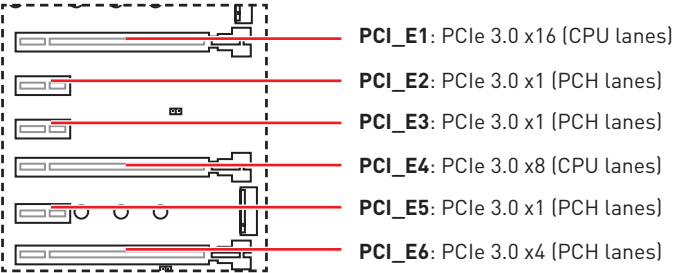 PCI_E1: PCIe 3.0 x16 (CPU lanes)
PCI_E2: PCIe 3.0 x1 (PCH lanes)
PCI_E3: PCIe 3.0 x1 (PCH lanes)
PCI_E4: PCIe 3.0 x8 (CPU lanes)
PCI_E5: PCIe 3.0 x1 (PCH lanes)
PCI_E6: PCIe 3.0 x4 (PCH lanes)